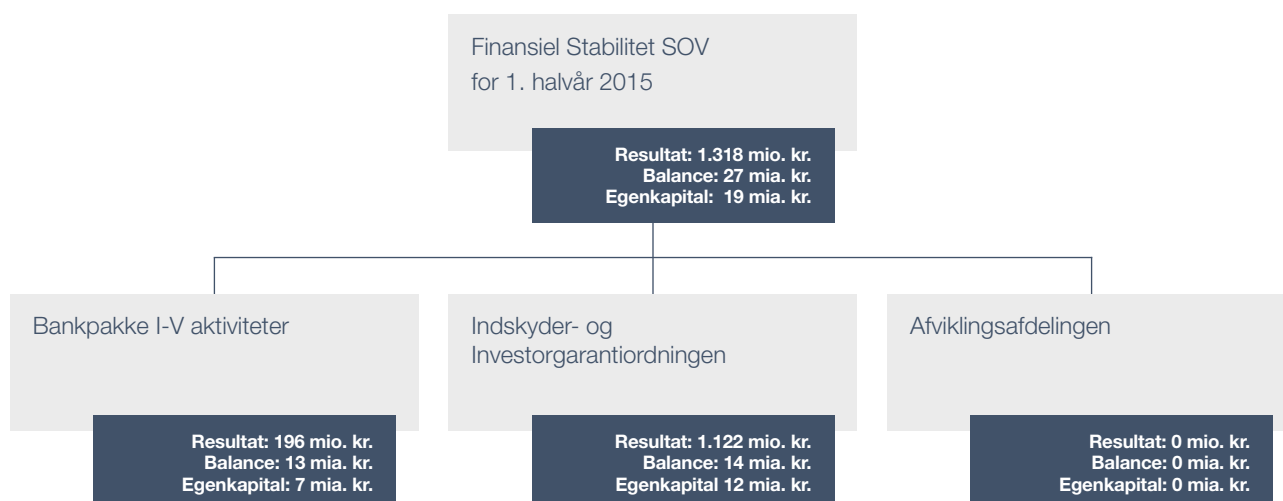 Finansiel Stabilitet SOV
for 1. halvår 2015
Resultat: 1.318 mio. kr.
Balance: 27 mia. kr.
Egenkapital:  19 mia. kr.
Bankpakke I-V aktiviteter
Resultat: 196 mio. kr.
Balance: 13 mia. kr.
Egenkapital: 7 mia. kr.
Indskyder- og
Investorgarantiordningen
Resultat: 1.122 mio. kr.
Balance: 14 mia. kr.
Egenkapital 12 mia. kr.
Afviklingsafdelingen
Resultat: 0 mio. kr.
Balance: 0 mia. kr.
Egenkapital: 0 mia. kr.